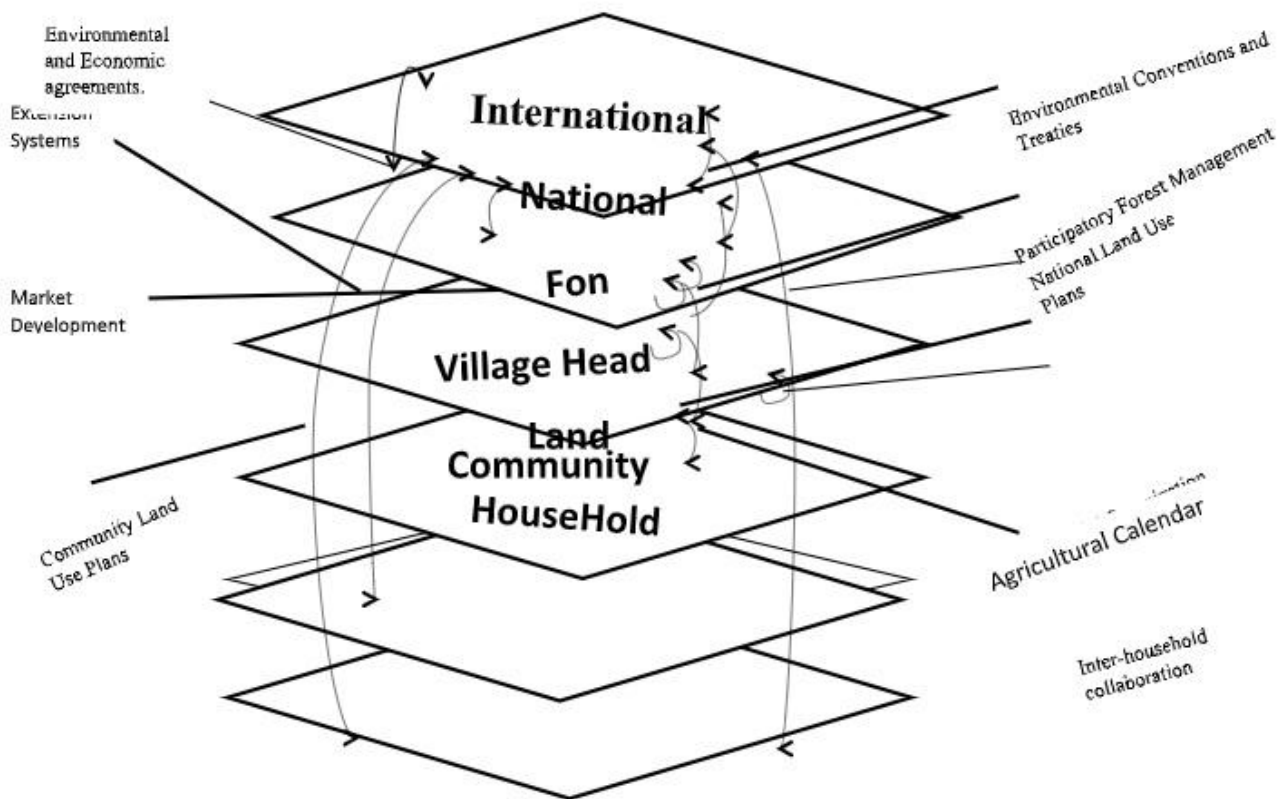 Environmental
and Economic
agreements.
Extension
Systems
Market
Development
Community Land
Use Plans
International
National
Fon
Village Head
Land
Community
HouseHold
Environmental Conventions and
Treaties
Participatory Forest Management
National Land Use
Plans
Agricultural Calendar
Inter-household
collaboration